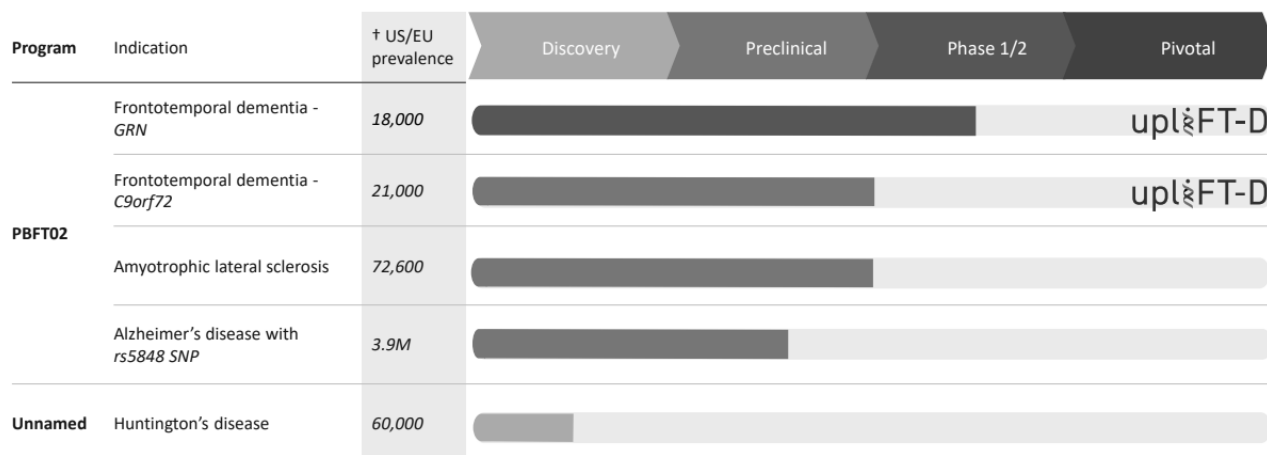 Program
Indication
† US/EU
prevalence
Discovery
Preclinical
Phase 1/2
Pivotal
PBFT02
Frontotemporal dementia -
GRN
18,000
upliFT-D
Frontotemporal dementia -
C9orf72
21,000
upliFT-D
Amyotrophic lateral sclerosis
72,600
Alzheimer’s disease with
rs5848 SNP
3.9M
Unnamed
Huntington’s disease
60,000